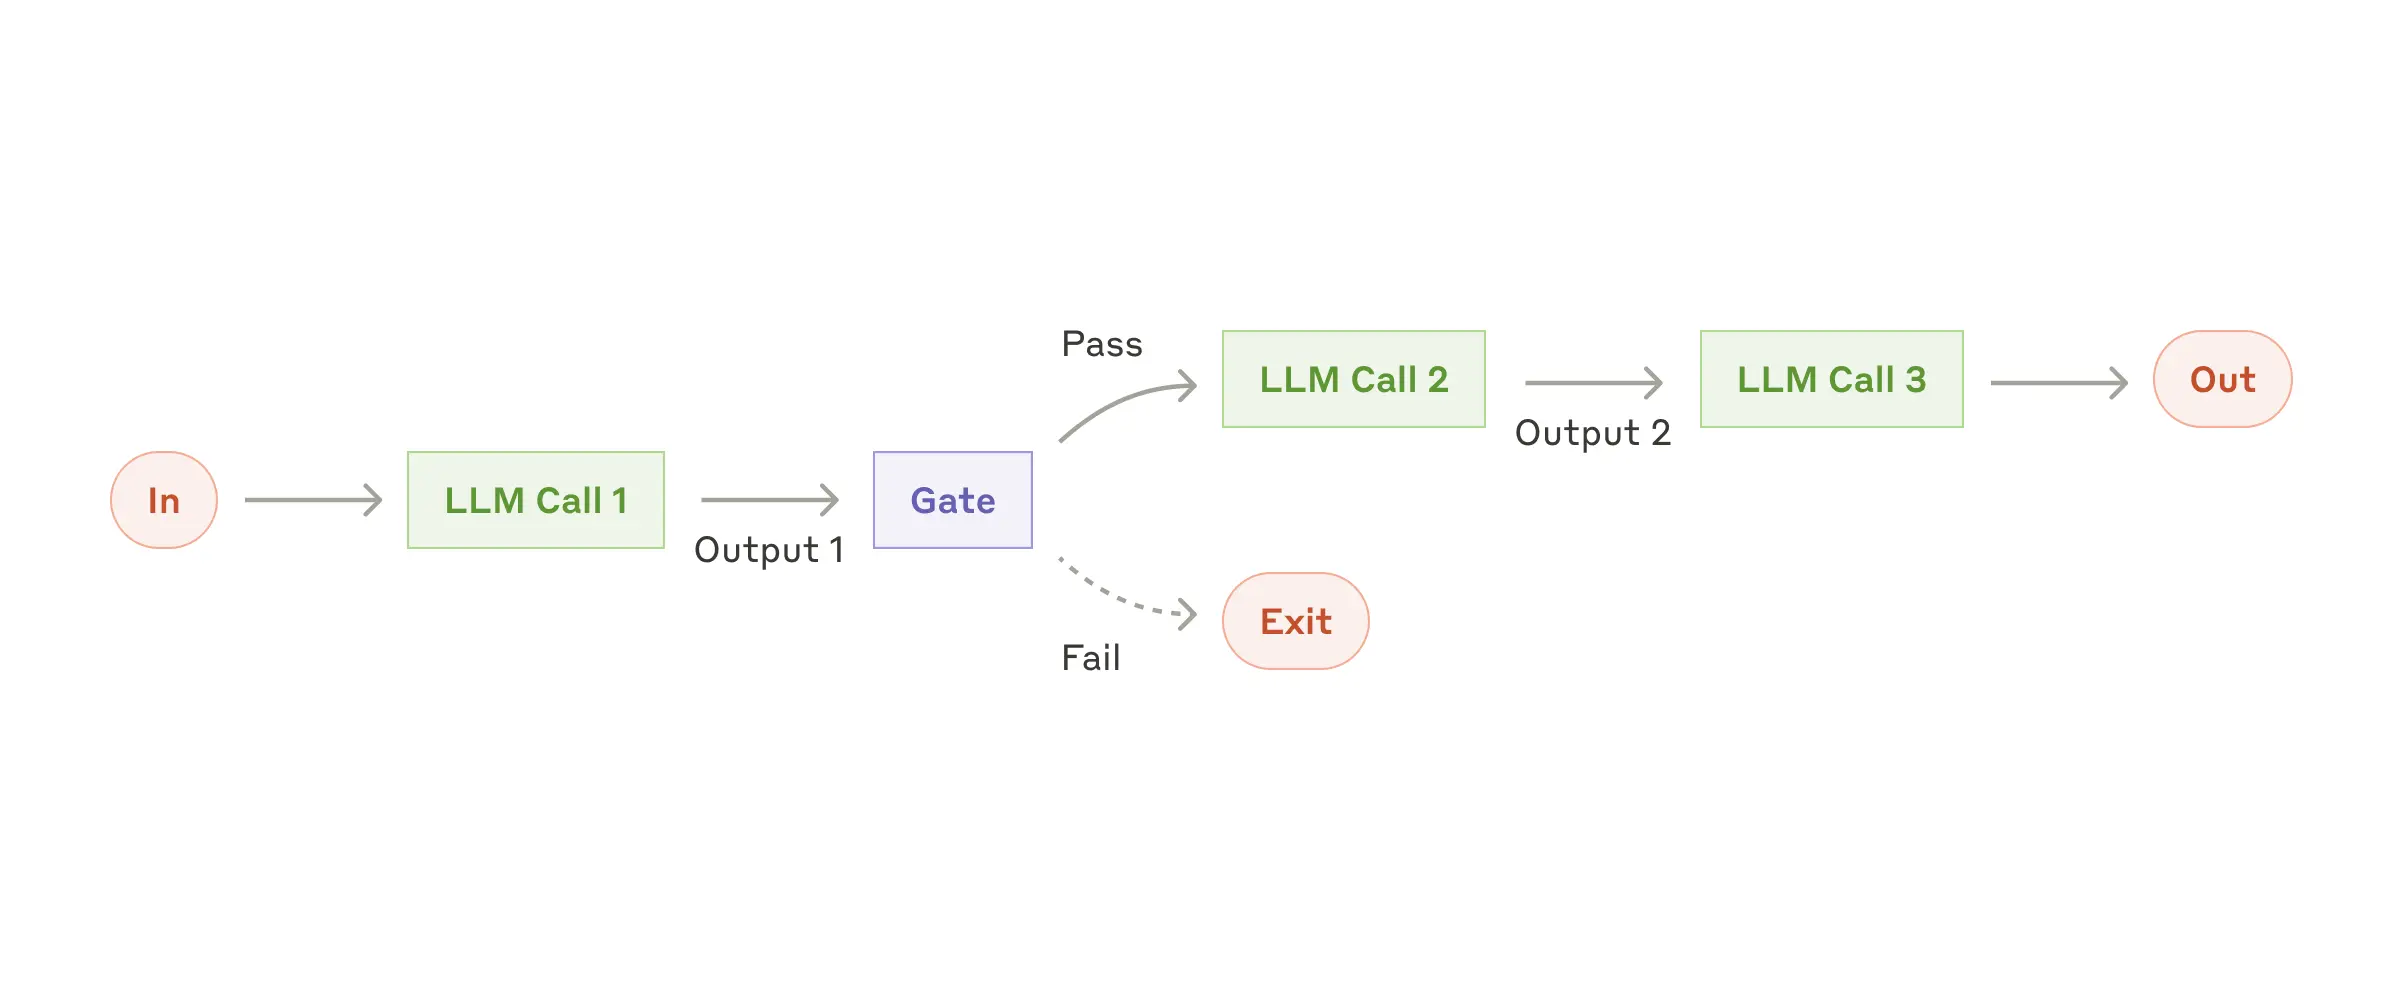 In
LLM Call 1
Output 1
Gate
Pass
LLM Call 2
Output 2
LLM Call 3
Out
Fail
Exit